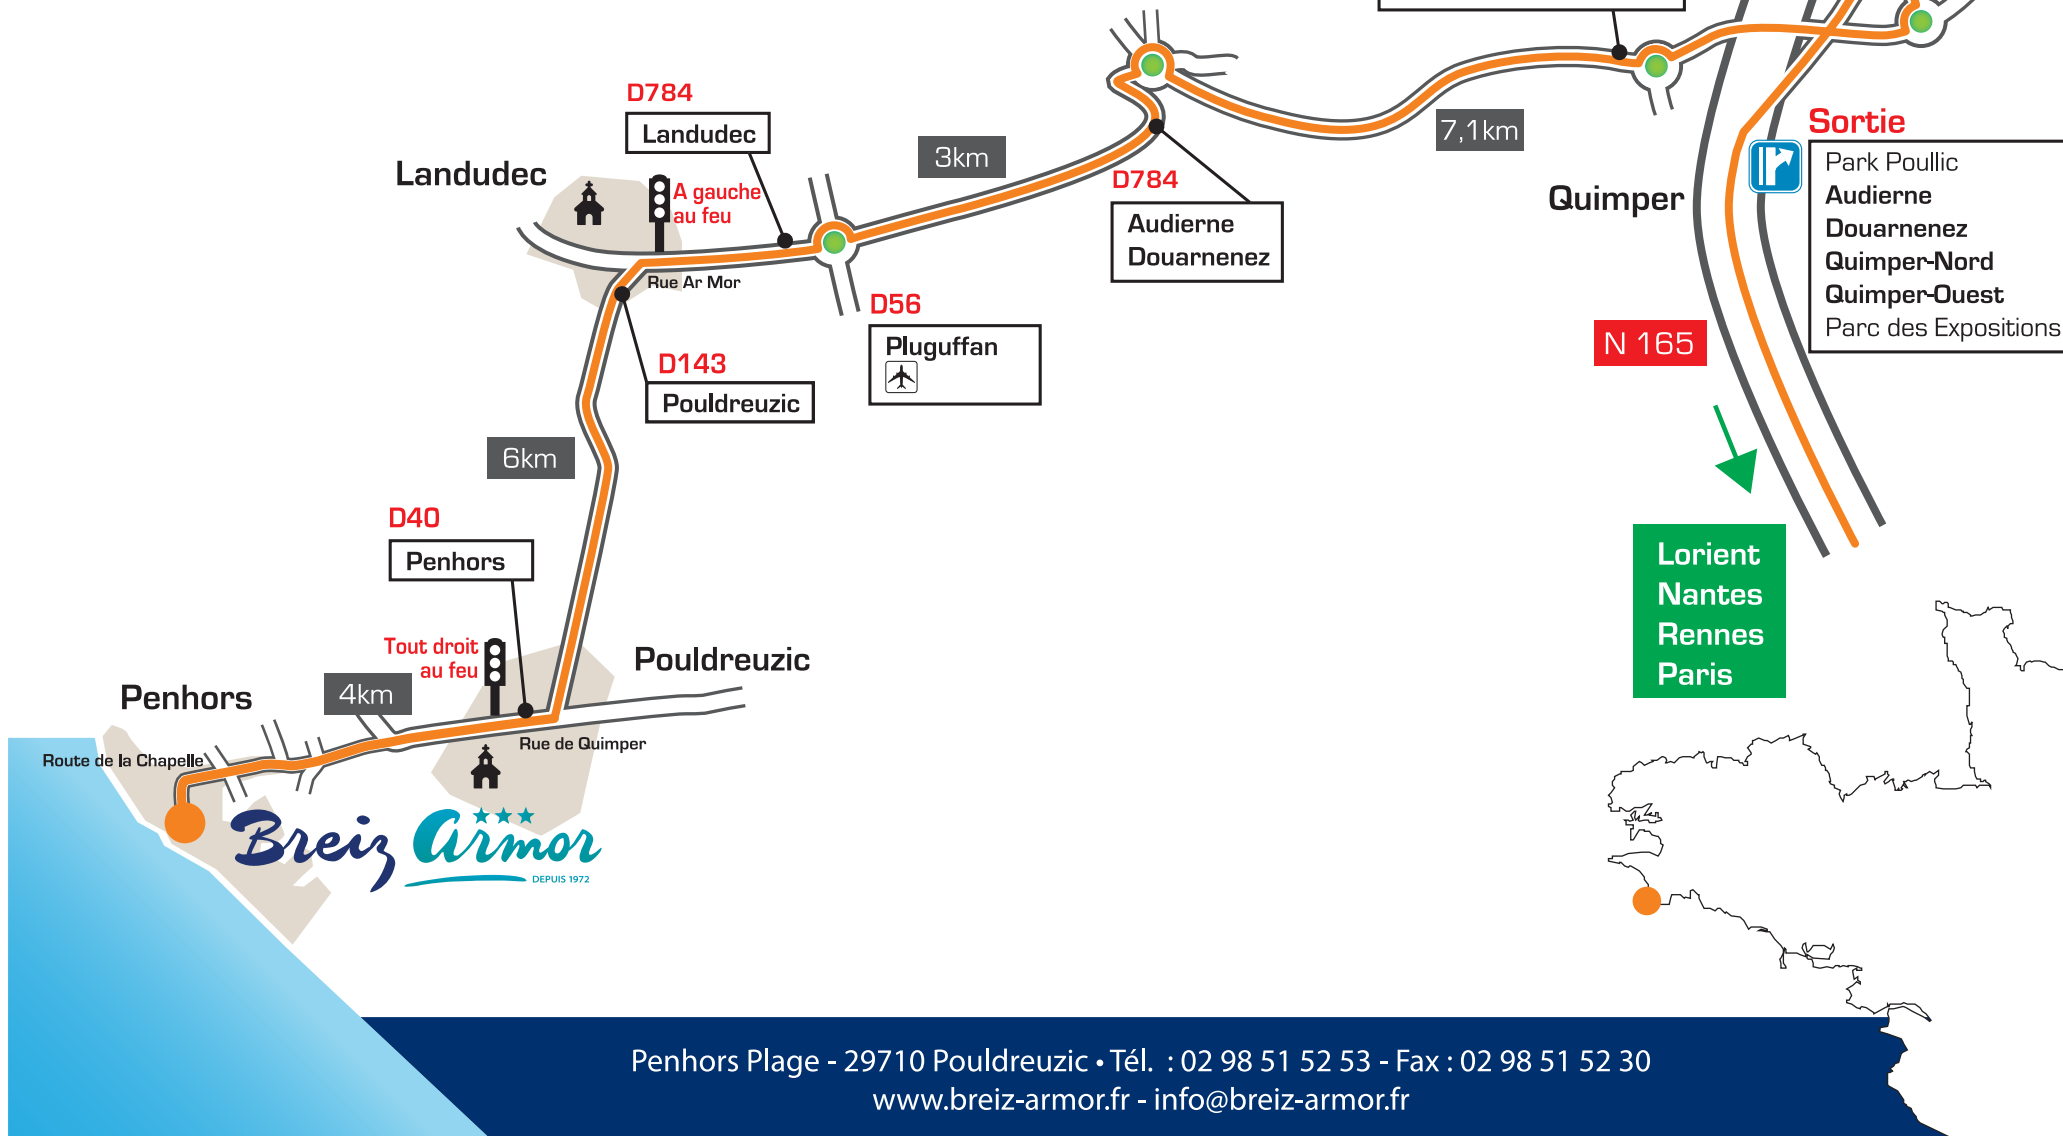 D784
Landudec
Landudec
A gauche
au feu
Rue Ar Mor
3km
D784
Audierne
Douarnenez
7,1km
Quimper
Sortie
Park Poullic
Audierne
Douarnenez
Quimper-Nord
Quimper-Ouest
Parc des Expositions
N 165
D56
Pluguffan
D143
Pouldreuzic
6km
D40
Penhors
Tout droit
au feu
Pouldreuzic
Lorient
Nantes
Rennes
Paris
Penhors
4km
Rue de Quimper
Route de la Chapelle
Breiz Armor
DEPUIS 1972
Penhors Plage - 29710 Pouldreuzic • Tél. : 02 98 51 52 53 - Fax : 02 98 51 52 30
www.breiz-armor.fr - info@breiz-armor.fr